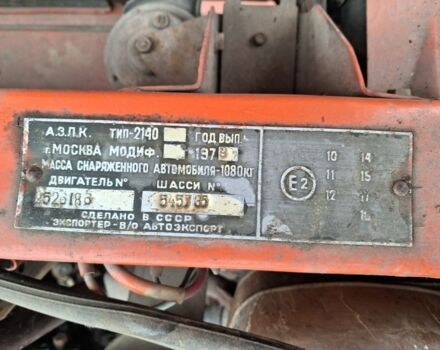 А.З.Л.К. ТИП-2140 ГОД ВЫП.
г. МОСКВА МОДИФ. 197
МАССА СНАРЯЖЕННОГО АВТОМОБИЛЯ-1080КГ
ДВИГАТЕЛЬ № ШАССИ №
СДЕЛАНО В СССР
ЭКСПОРТЕР-В/О АВТОЭКСПОРТ
E2
10 14
11 15
12 17